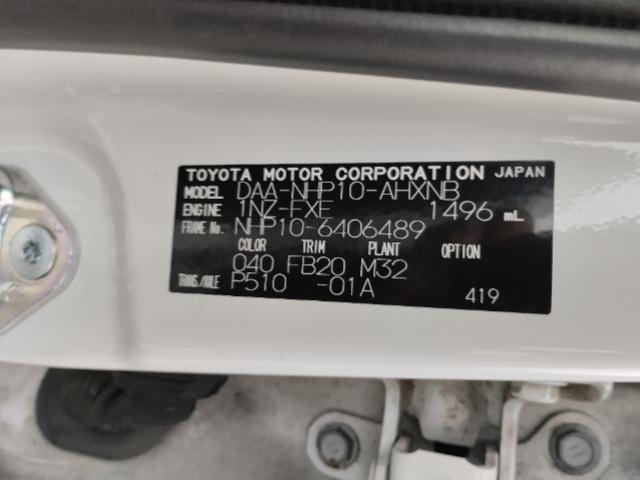 TOYOTA MOTOR CORPORATION JAPAN
MODEL DAA-NHP10-AHXNB
ENGINE 1NZ-FXE 1496 mL
FRAME No. NHP10-6406489
COLOR TRIM PLANT OPTION
040 FB20 M32
TRANS./AXLE P510 -01A 419